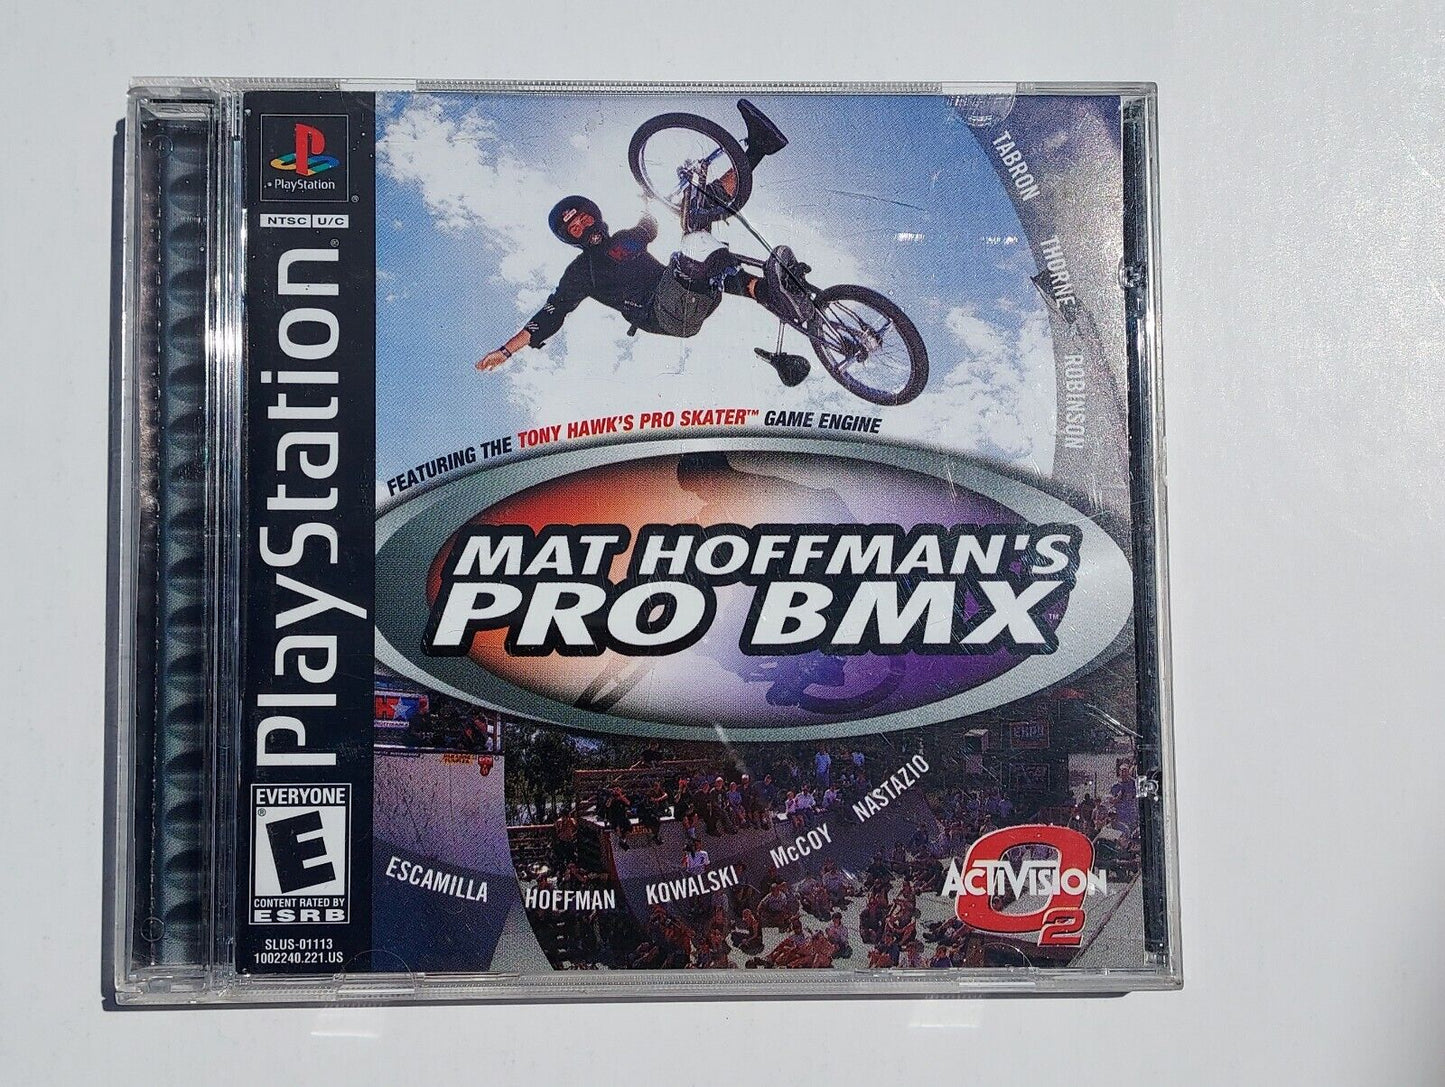 PlayStation
NTSC U/C
PlayStation®
EVERYONE
E
®
CONTENT RATED BY
ESRB
SLUS-01113
1002240.221.US
TABRON
THORNE
ROBINSON
FEATURING THE TONY HAWK'S PRO SKATER™ GAME ENGINE
MAT HOFFMAN'S
PRO BMX™
ESCAMILLA
HOFFMAN
KOWALSKI
McCOY
NASTAZIO
ACTIVISION
O2